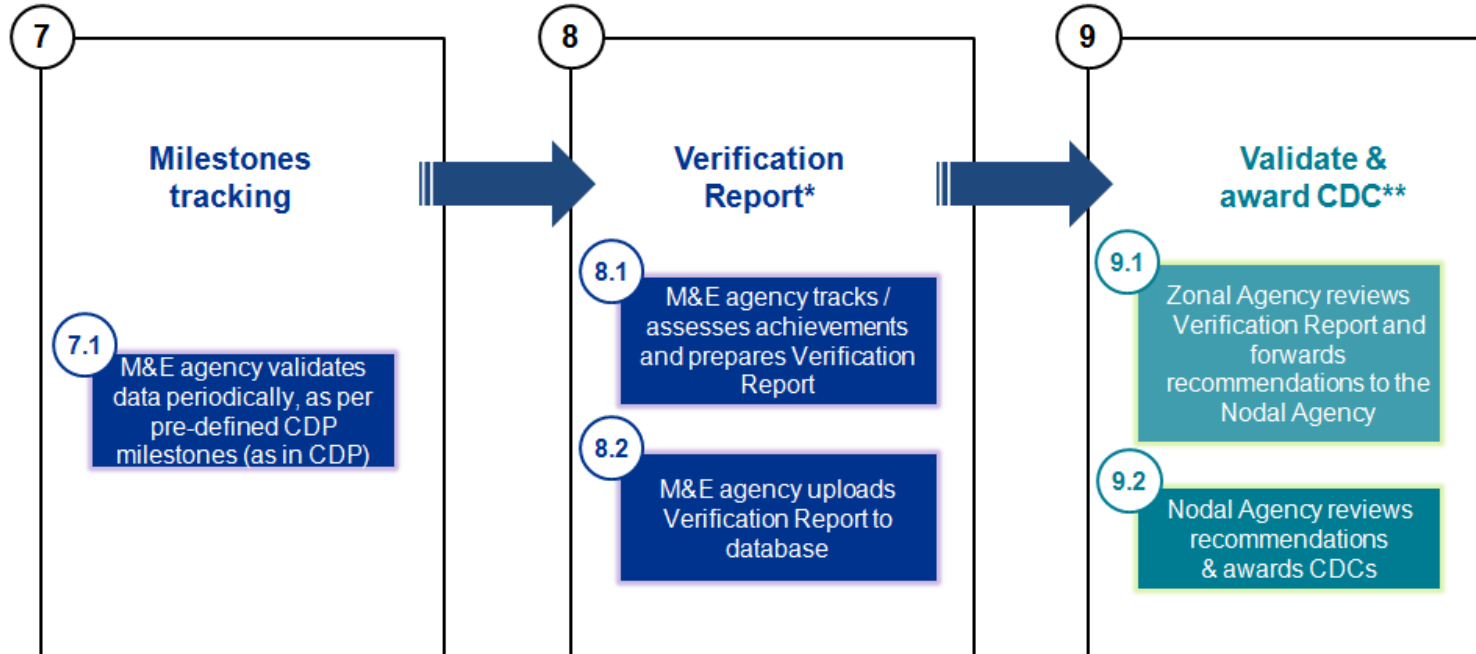 7
Milestones
tracking
7.1
M&E agency validates
data periodically, as per
pre-defined CDP
milestones (as in CDP)
8
Verification
Report*
8.1
M&E agency tracks /
assesses achievements
and prepares Verification
Report
8.2
M&E agency uploads
Verification Report to
database
9
Validate &
award CDC**
9.1
Zonal Agency reviews
Verification Report and
forwards
recommendations to the
Nodal Agency
9.2
Nodal Agency reviews
recommendations
& awards CDCs